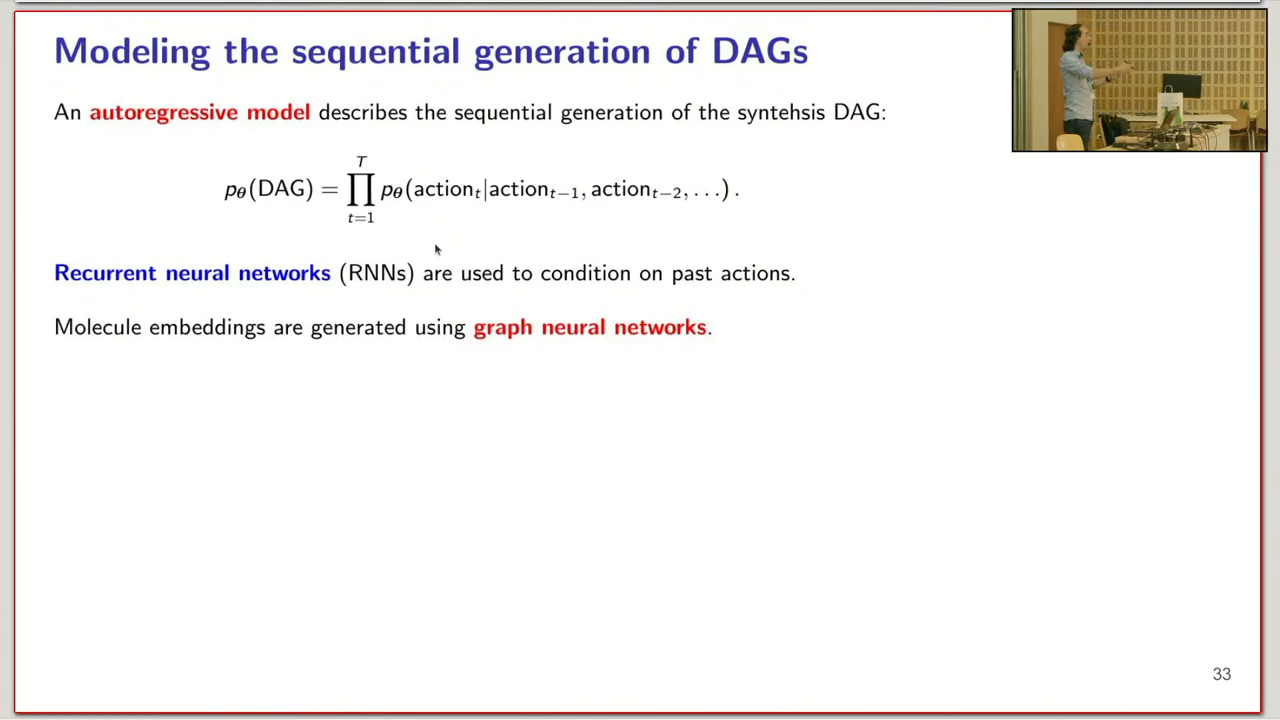 Modeling the sequential generation of DAGs
An autoregressive model describes the sequential generation of the syntehsis DAG:
p_θ(DAG) = ∏_{t=1}^{T} p_θ(action_t|action_{t−1}, action_{t−2}, . . .) .
Recurrent neural networks (RNNs) are used to condition on past actions.
Molecule embeddings are generated using graph neural networks.
33